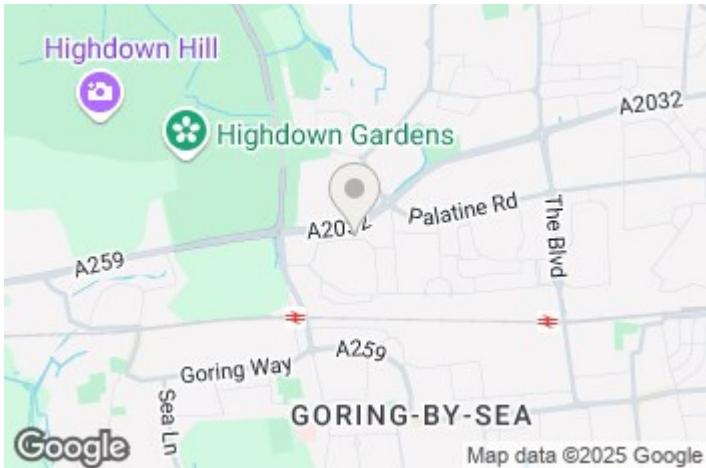 Highdown Hill
Highdown Gardens
A2032
A2032
Palatine Rd
The Blvd
A259
A259
Goring Way
Sea Ln
GORING-BY-SEA
Google
Map data ©2025 Google